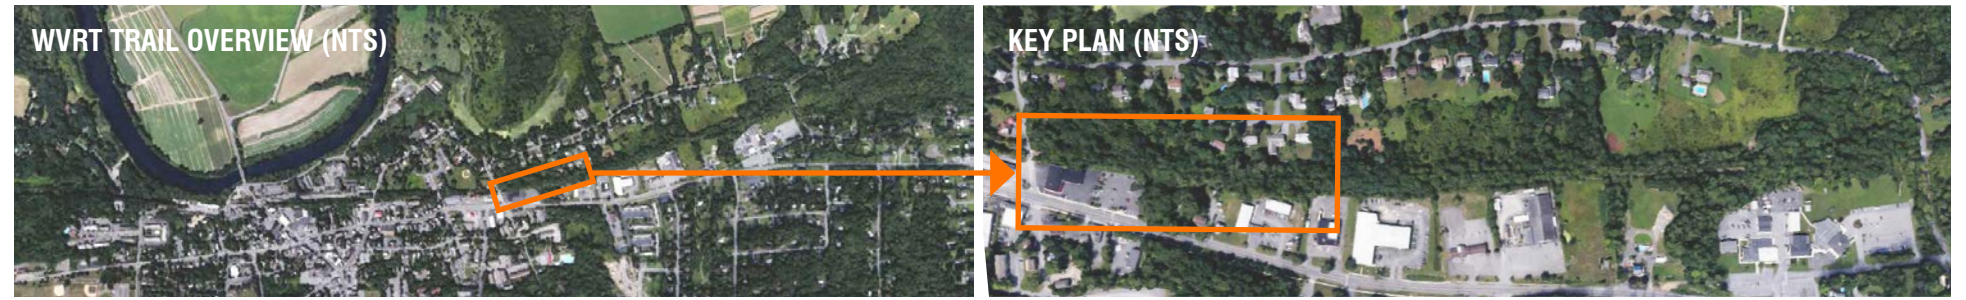 WVRT TRAIL OVERVIEW (NTS)
KEY PLAN (NTS)